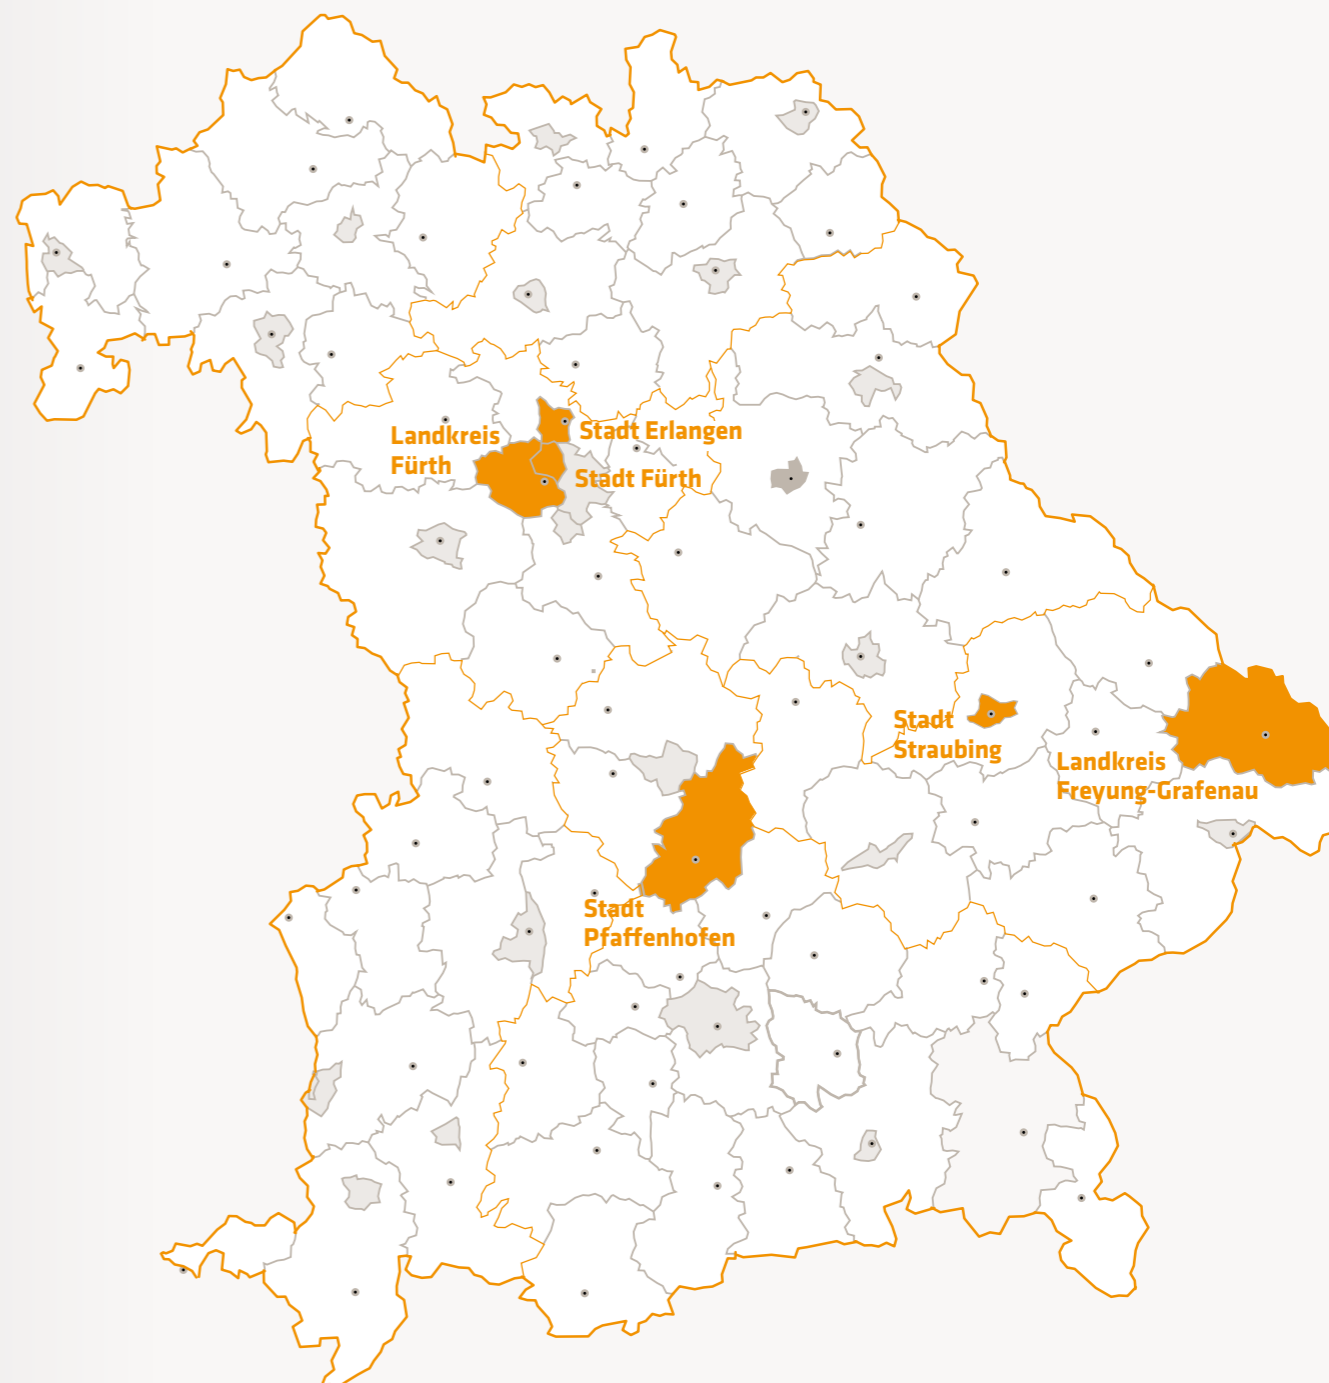 Landkreis
Fürth
Stadt Erlangen
Stadt Fürth
Stadt
Straubing
Landkreis
Freyung-Grafenau
Stadt
Pfaffenhofen